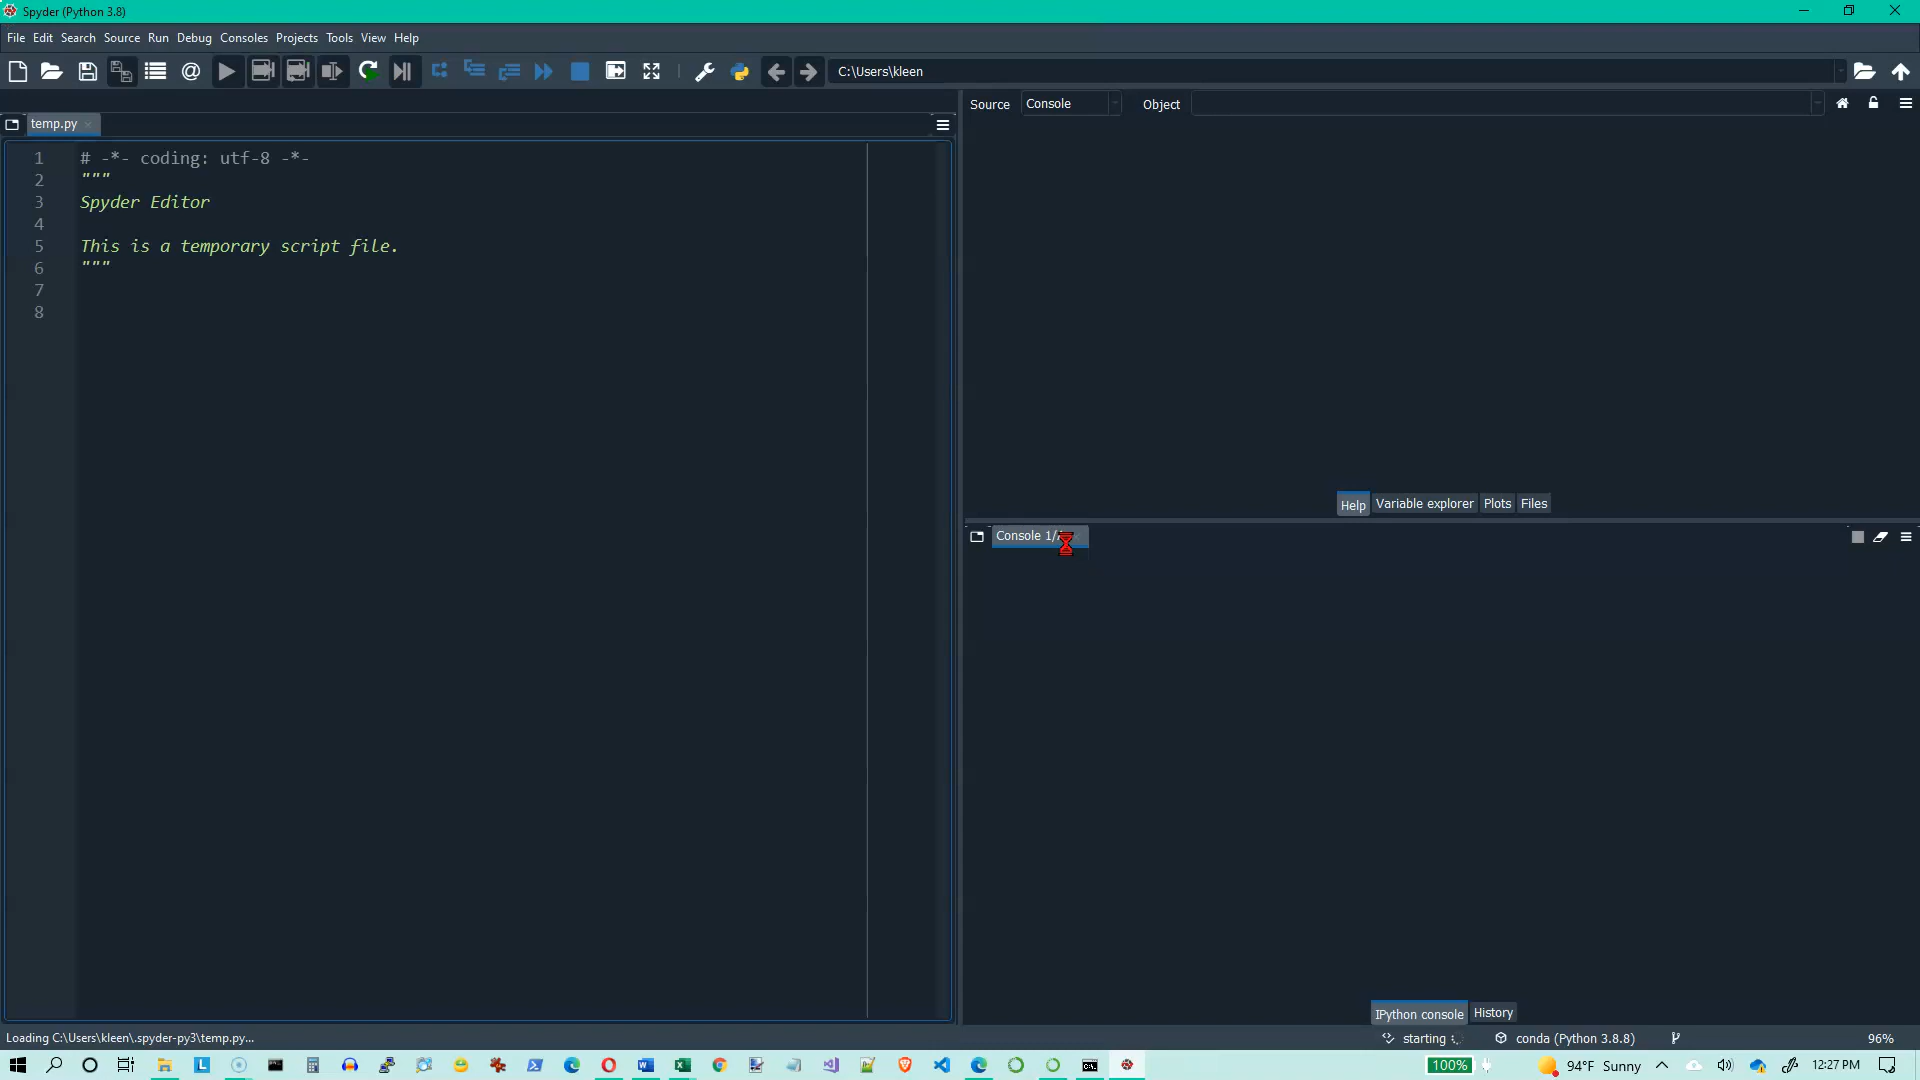 Spyder (Python 3.8)
File Edit Search Source Run Debug Consoles Projects Tools View Help
C:\Users\kleen
Source Console Object
temp.py
1 # -*- coding: utf-8 -*-
2 """
3 Spyder Editor
4
5 This is a temporary script file.
6 """
7
8
Help Variable explorer Plots Files
Console 1/
IPython console History
Loading C:\Users\kleen\.spyder-py3\temp.py... starting conda (Python 3.8.8) 96%
100% 94°F Sunny 12:27 PM